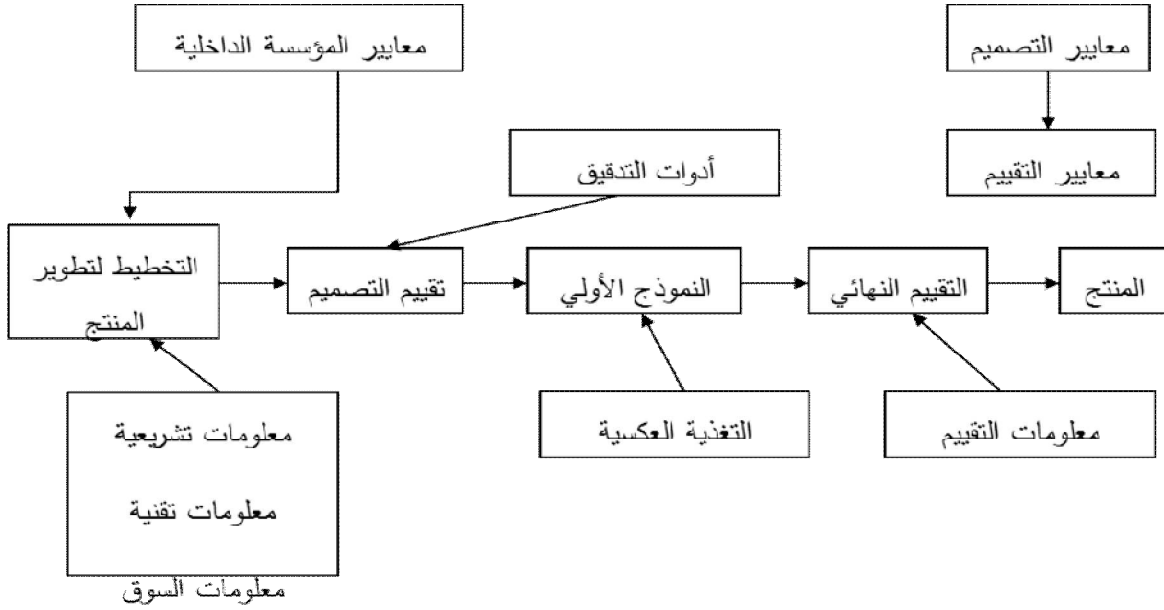 معايير المؤسسة الداخلية
معايير التصميم
أدوات التدقيق
معايير التقييم
التخطيط لتطوير
المنتج
تقييم التصميم
النموذج الأولي
التقييم النهائي
المنتج
معلومات تشريعية
معلومات تقنية
معلومات السوق
التغذية العكسية
معلومات التقييم